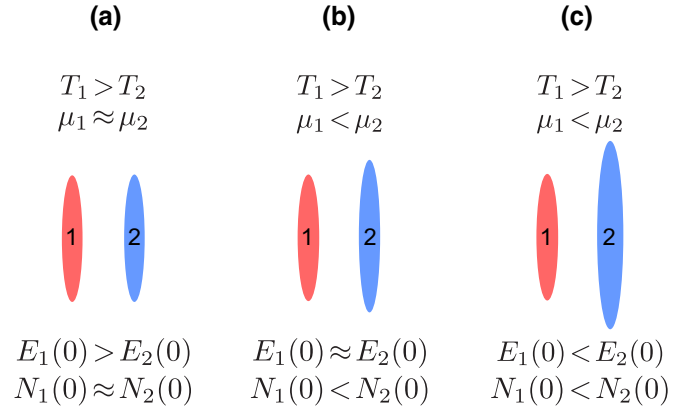 (a) (b) (c)
T₁ > T₂ T₁ > T₂ T₁ > T₂
μ₁ ≈ μ₂ μ₁ < μ₂ μ₁ < μ₂
1 2 1 2 1 2
E₁(0) > E₂(0) E₁(0) ≈ E₂(0) E₁(0) < E₂(0)
N₁(0) ≈ N₂(0) N₁(0) < N₂(0) N₁(0) < N₂(0)